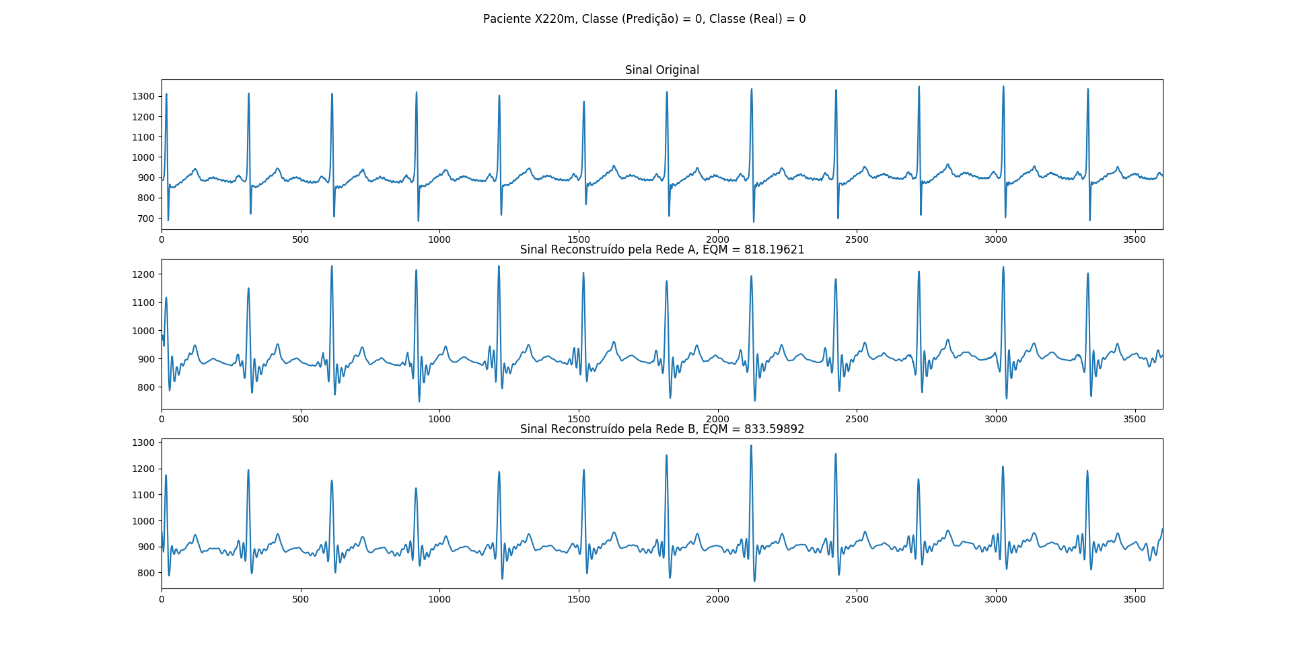 Paciente X220m, Classe (Predição) = 0, Classe (Real) = 0
Sinal Original
1300
1200
1100
1000
900
800
700
0 500 1000 1500 2000 2500 3000 3500
Sinal Reconstruído pela Rede A, EQM = 818.19621
1200
1100
1000
900
800
0 500 1000 1500 2000 2500 3000 3500
Sinal Reconstruído pela Rede B, EQM = 833.59892
1300
1200
1100
1000
900
800
0 500 1000 1500 2000 2500 3000 3500